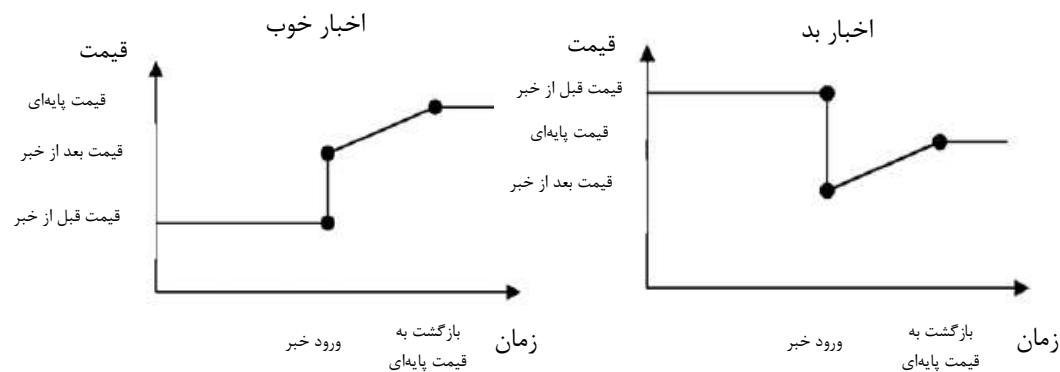 اخبار خوب
قیمت
قیمت پایه‌ای
قیمت بعد از خبر
قیمت قبل از خبر
ورود خبر
بازگشت به
قیمت پایه‌ای
زمان
اخبار بد
قیمت
قیمت قبل از خبر
قیمت پایه‌ای
قیمت بعد از خبر
ورود خبر
بازگشت به
قیمت پایه‌ای
زمان